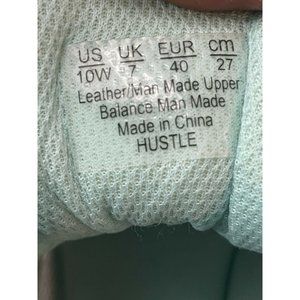 US UK EUR cm
10W 7 40 27
Leather/Man Made Upper
Balance Man Made
Made in China
HUSTLE